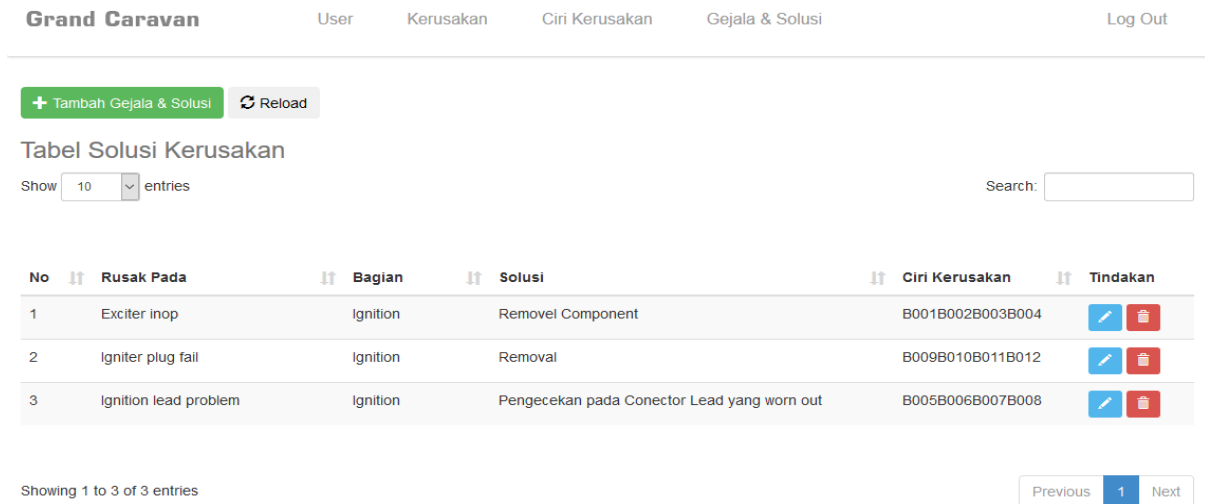 Grand Caravan User Kerusakan Ciri Kerusakan Gejala & Solusi Log Out
Tambah Gejala & Solusi Reload
Tabel Solusi Kerusakan
Show 10 entries Search:
No Rusak Pada Bagian Solusi Ciri Kerusakan Tindakan
1 Exciter inop Ignition Removel Component B001B002B003B004
2 Igniter plug fail Ignition Removal B009B010B011B012
3 Ignition lead problem Ignition Pengecekan pada Conector Lead yang worn out B005B006B007B008
Showing 1 to 3 of 3 entries Previous 1 Next